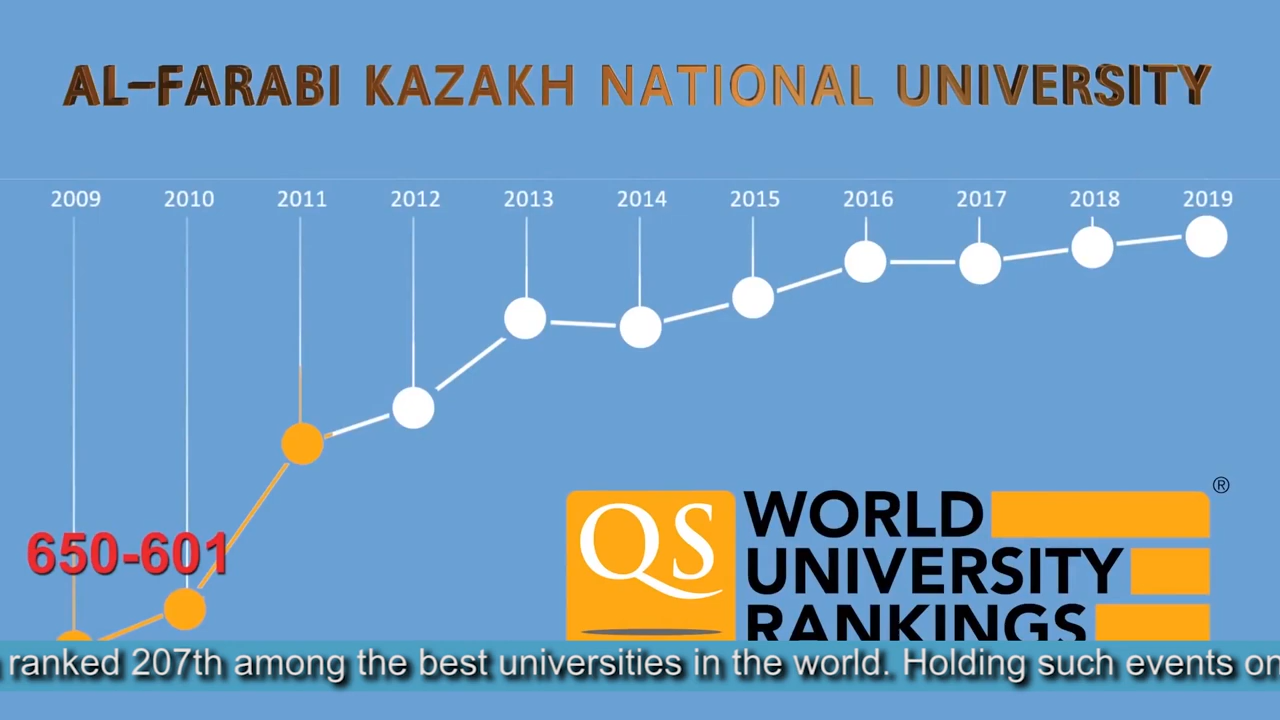 AL-FARABI KAZAKH NATIONAL UNIVERSITY
2009 2010 2011 2012 2013 2014 2015 2016 2017 2018 2019
650-601
QS
WORLD
UNIVERSITY
RANKINGS
®
ranked 207th among the best universities in the world. Holding such events on